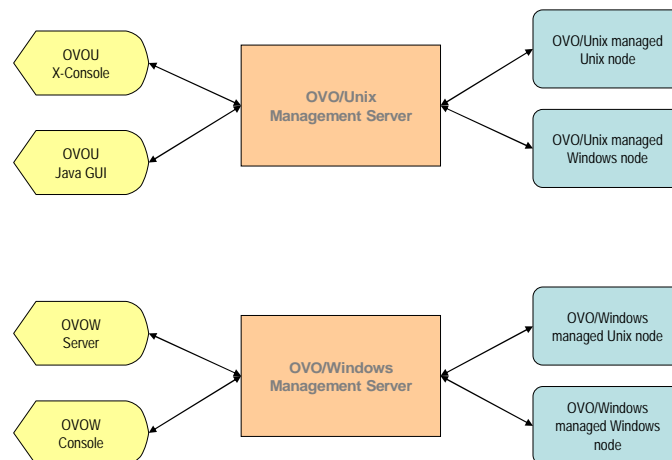 OVOU
X-Console
OVO/Unix
Management Server
OVO/Unix managed
Unix node
OVOU
Java GUI
OVO/Unix managed
Windows node
OVOW
Server
OVO/Windows
Management Server
OVO/Windows
managed Unix node
OVOW
Console
OVO/Windows
managed Windows
node